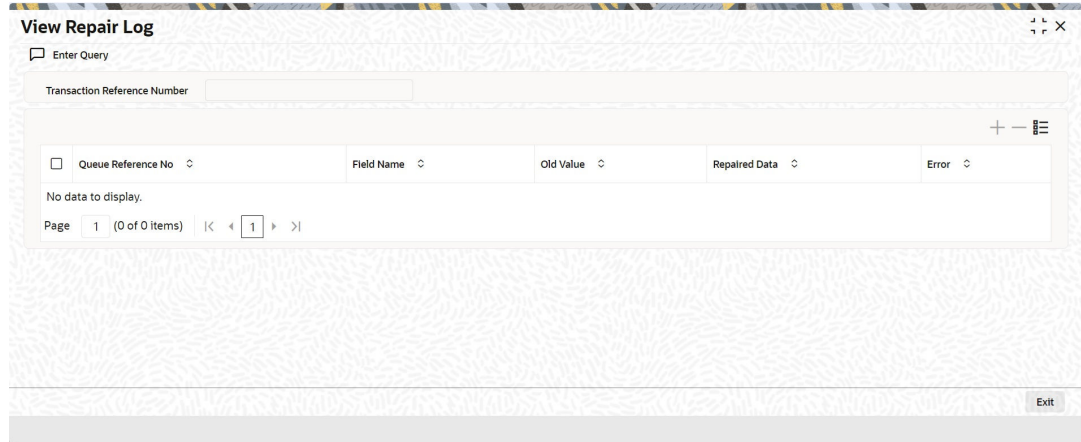 View Repair Log
Enter Query
Transaction Reference Number
Queue Reference No Field Name Old Value Repaired Data Error
No data to display.
Page 1 (0 of 0 items) 1
Exit